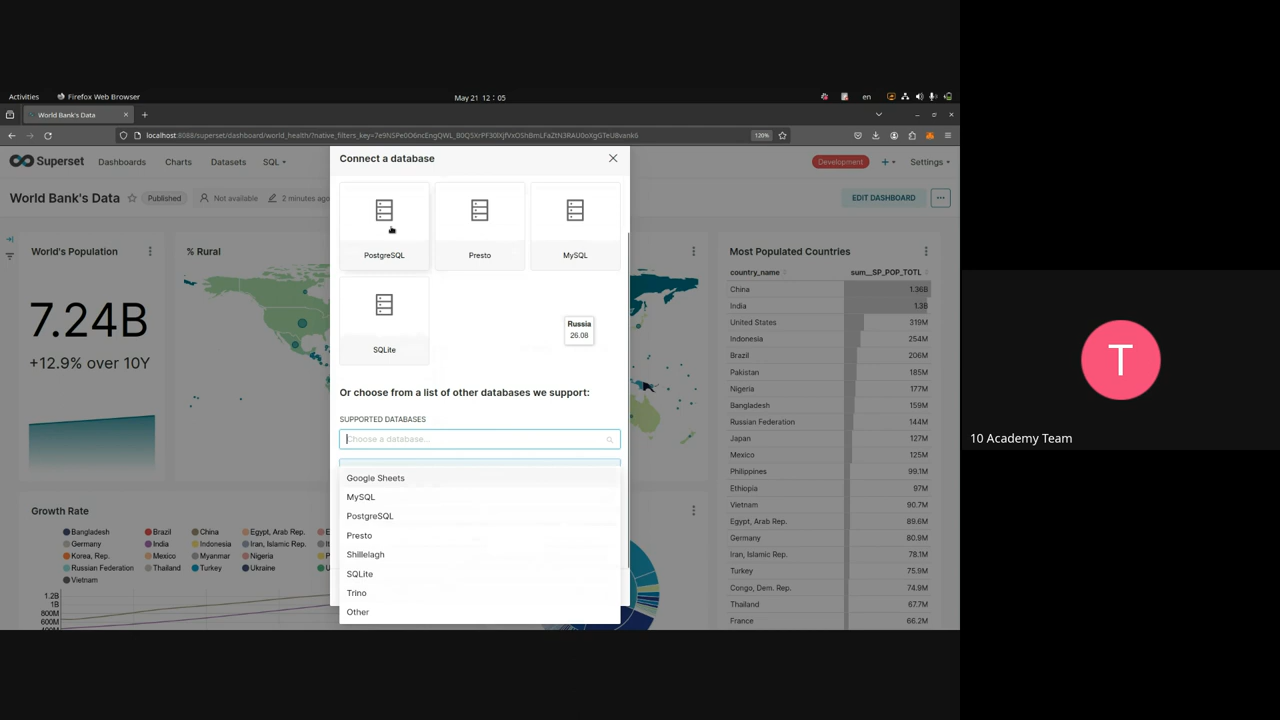 Activities
Firefox Web Browser
May 21 12 : 05
en
World Bank's Data
localhost:8088/superset/dashboard/world_health/?native_filters_key=
120%
Superset
Dashboards
Charts
Datasets
SQL
Development
Settings
World Bank's Data
Published
Not available
2 minutes ago
EDIT DASHBOARD
Connect a database
PostgreSQL
Presto
MySQL
SQLite
Or choose from a list of other databases we support:
SUPPORTED DATABASES
Choose a database...
Google Sheets
MySQL
PostgreSQL
Presto
Shillelagh
SQLite
Trino
Other
World's Population
7.24B
+12.9% over 10Y
% Rural
Russia
26.08
Growth Rate
Bangladesh Brazil China Egypt, Arab Rep. E
Germany India Indonesia Iran, Islamic Rep. J
Korea, Rep. Mexico Myanmar Nigeria P
Russian Federation Thailand Turkey Ukraine U
Vietnam
1.2B
1B
800M
600M
Most Populated Countries
country_name sum__SP_POP_TOTL
China 1.36B
India 1.3B
United States 319M
Indonesia 254M
Brazil 206M
Pakistan 185M
Nigeria 177M
Bangladesh 159M
Russian Federation 144M
Japan 127M
Mexico 125M
Philippines 99.1M
Ethiopia 97M
Vietnam 90.7M
Egypt, Arab Rep. 89.6M
Germany 80.9M
Iran, Islamic Rep. 78.1M
Turkey 75.9M
Congo, Dem. Rep. 74.9M
Thailand 67.7M
France 66.2M
T
10 Academy Team